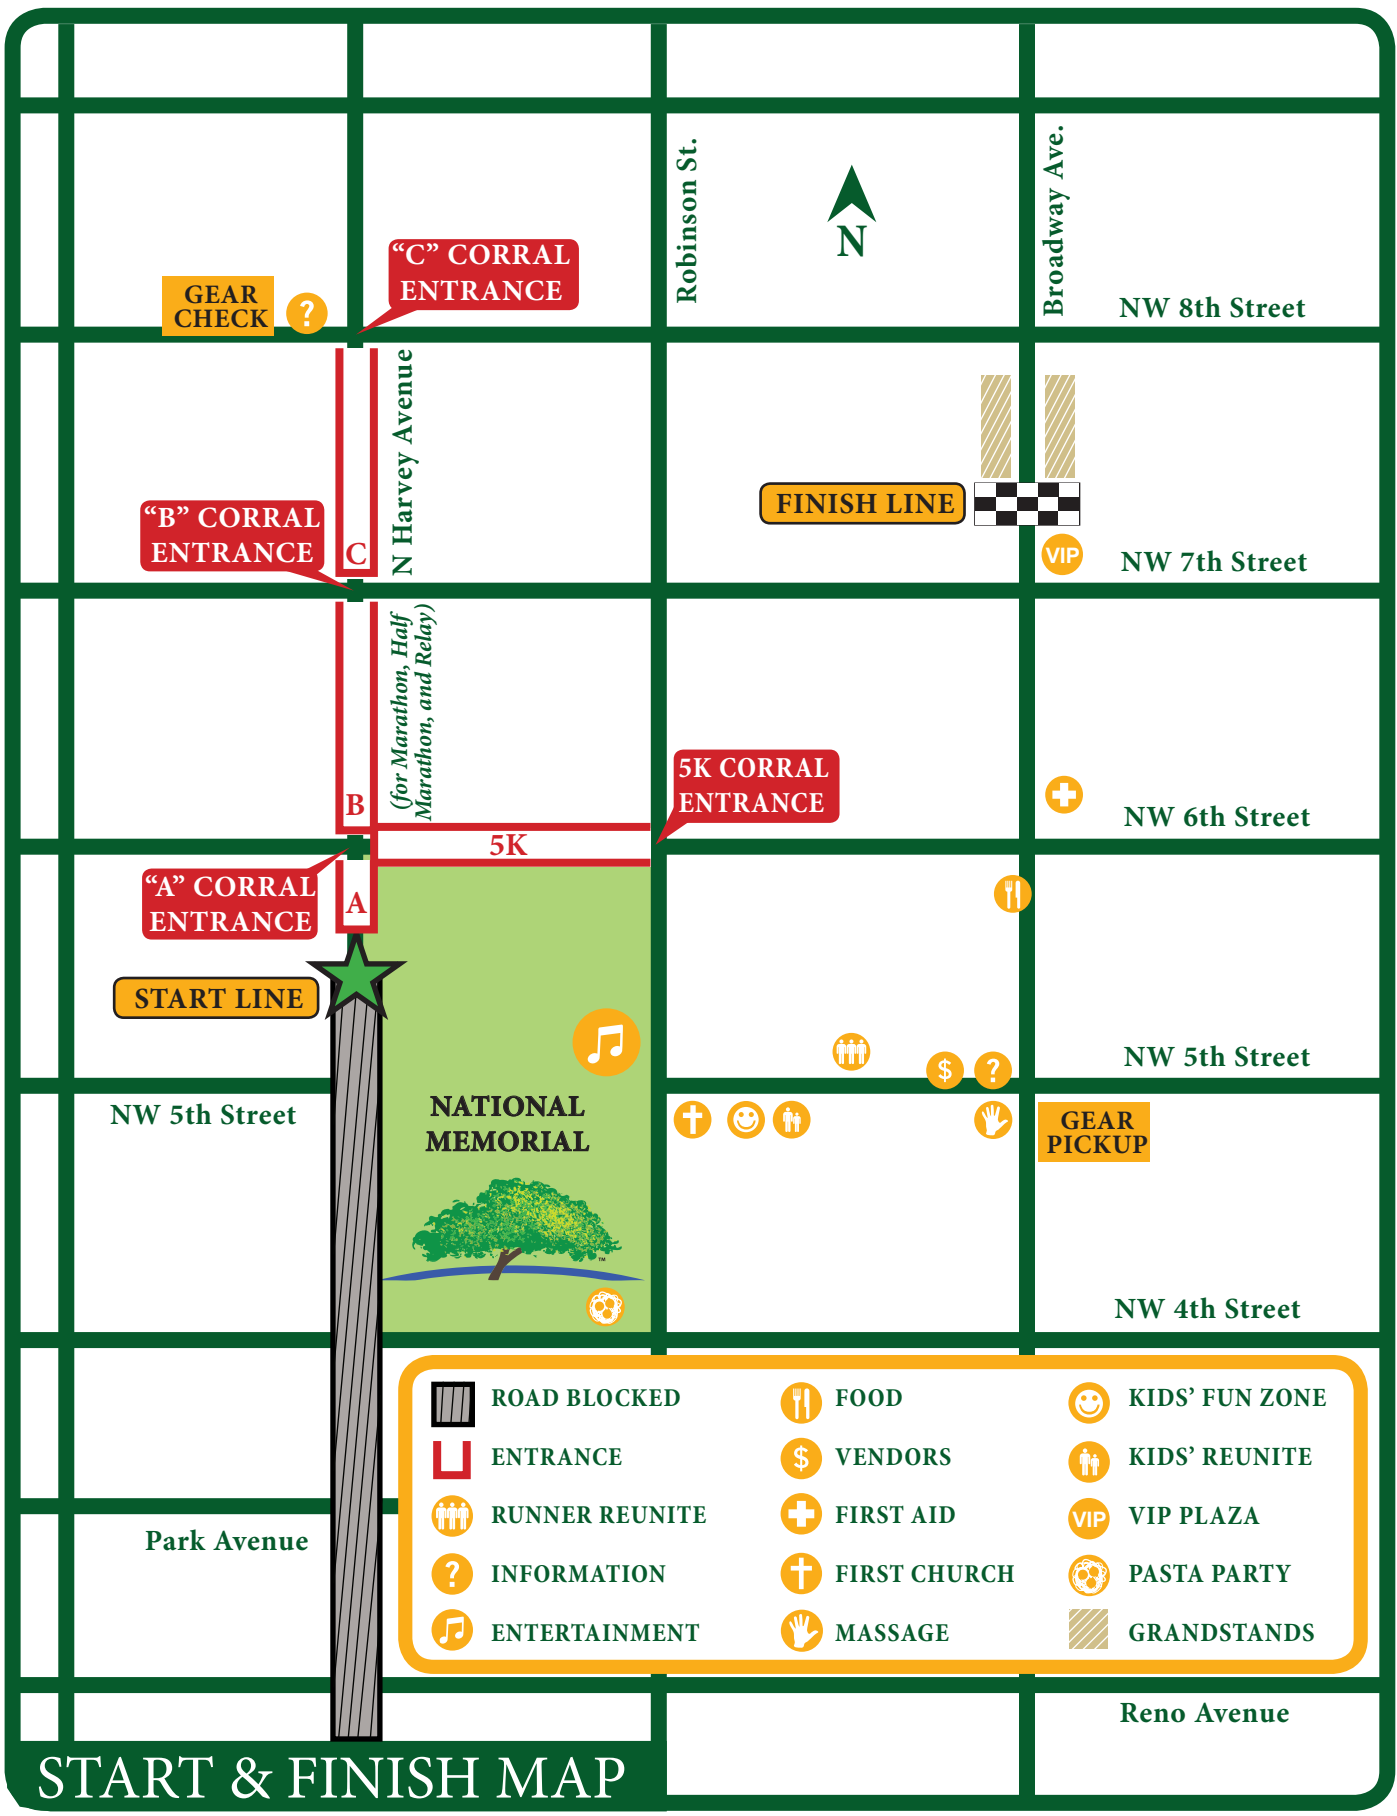 Robinson St.
Broadway Ave.
N
"C" CORRAL
ENTRANCE
GEAR
CHECK
?
NW 8th Street
N Harvey Avenue
FINISH LINE
"B" CORRAL
ENTRANCE
C
VIP
NW 7th Street
(for Marathon, Half
Marathon, and Relay)
5K CORRAL
ENTRANCE
B
NW 6th Street
5K
"A" CORRAL
ENTRANCE
A
START LINE
NW 5th Street
$
?
NW 5th Street
NATIONAL
MEMORIAL
GEAR
PICKUP
™
NW 4th Street
ROAD BLOCKED
ENTRANCE
RUNNER REUNITE
? INFORMATION
ENTERTAINMENT
FOOD
$ VENDORS
FIRST AID
FIRST CHURCH
MASSAGE
KIDS' FUN ZONE
KIDS' REUNITE
VIP VIP PLAZA
PASTA PARTY
GRANDSTANDS
Park Avenue
Reno Avenue
START & FINISH MAP